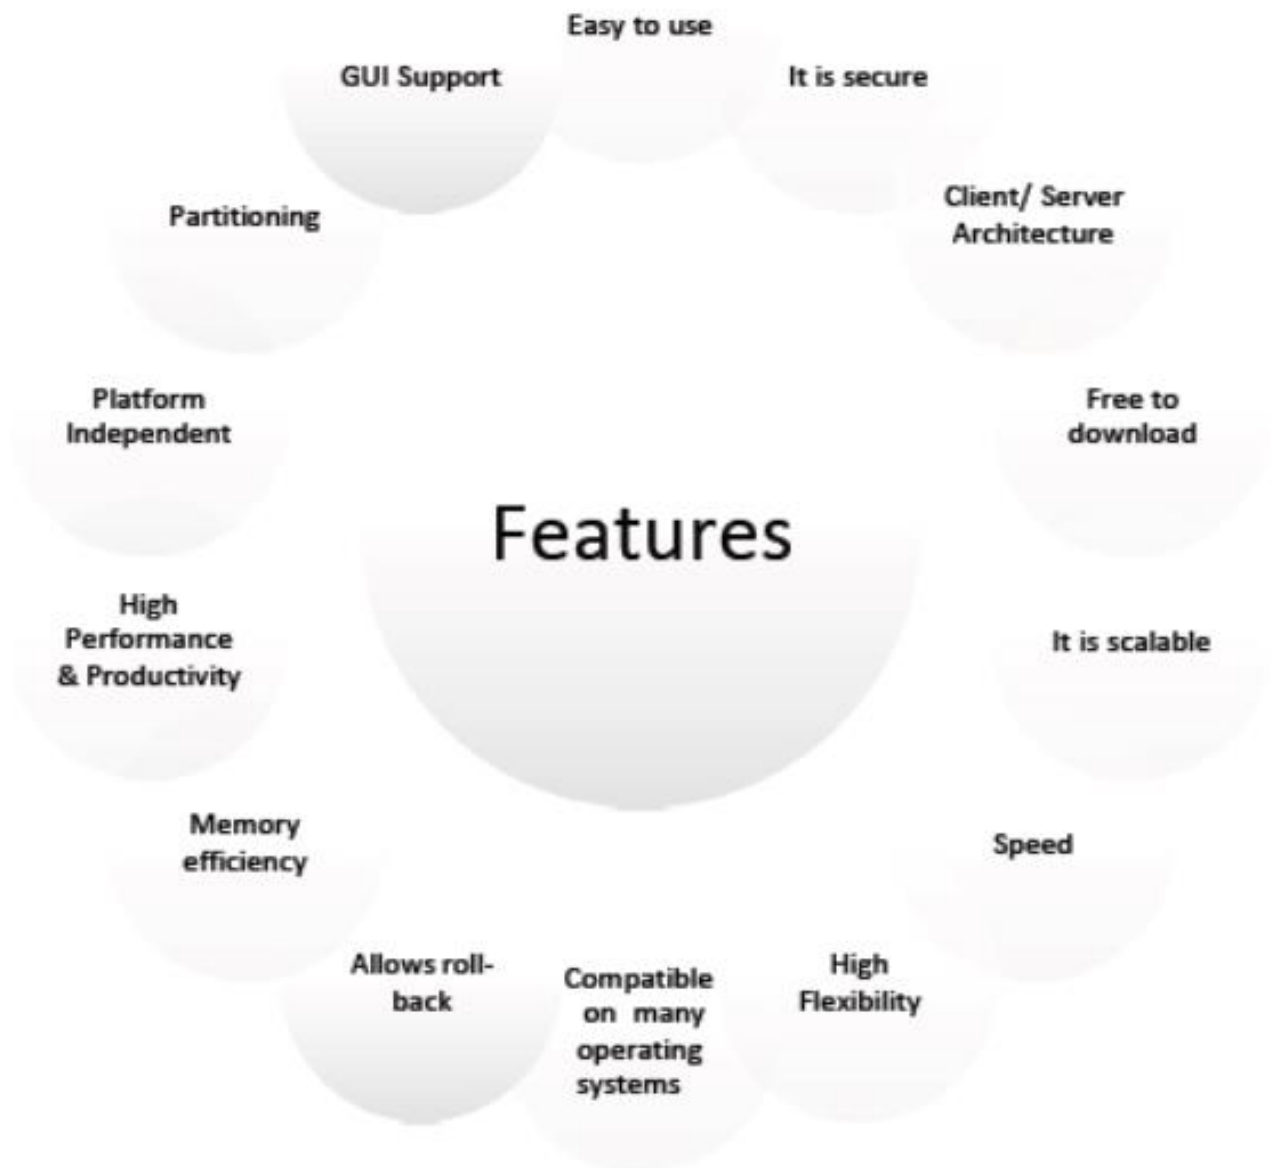 Easy to use
GUI Support
It is secure
Client/ Server
Architecture
Partitioning
Platform
Independent
Free to
download
Features
High
Performance
& Productivity
It is scalable
Memory
efficiency
Speed
Allows roll-
back
Compatible
on many
operating
systems
High
Flexibility